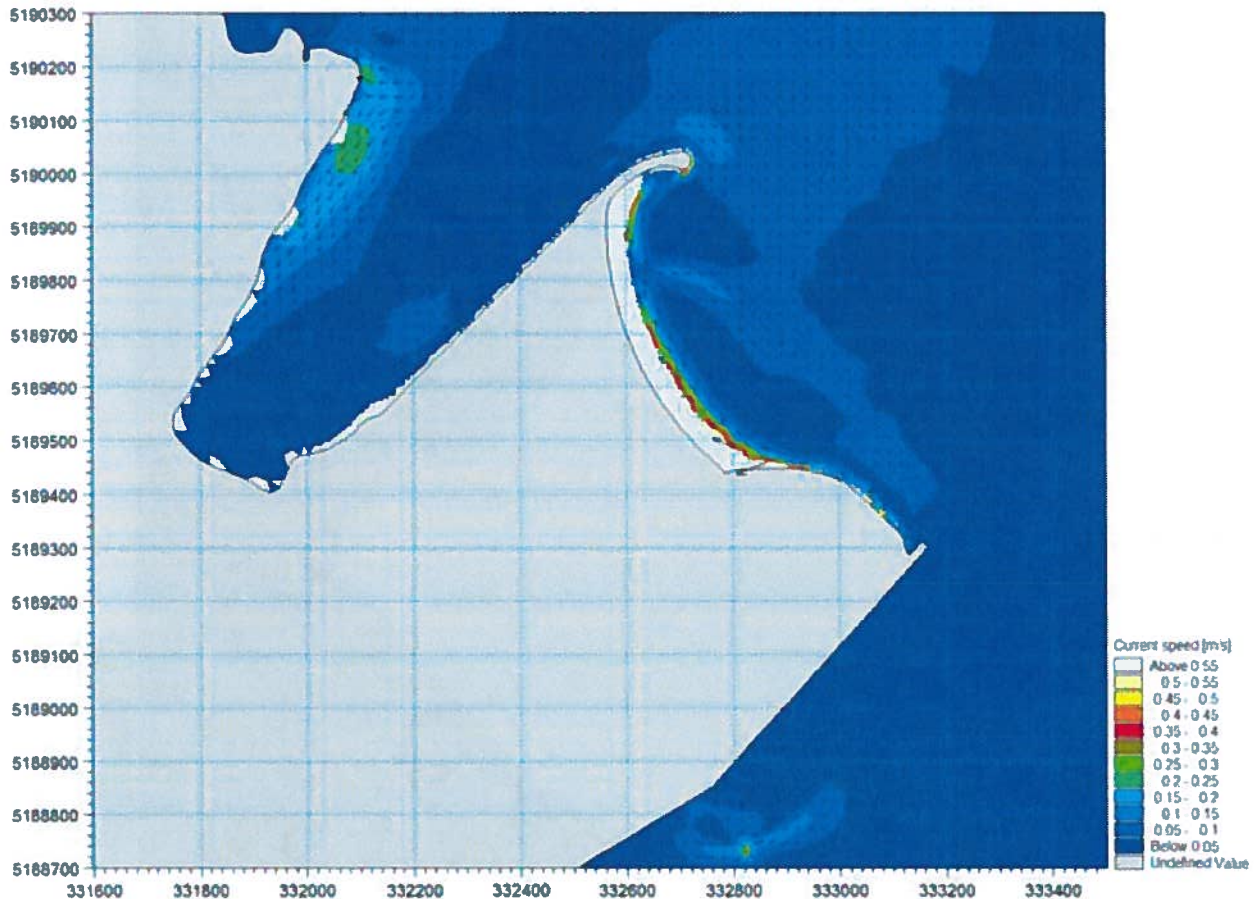 5190300
5190200
5190100
5190000
5189900
5189800
5189700
5189600
5189500
5189400
5189300
5189200
5189100
5189000
5188900
5188800
5188700
331600
331800
332000
332200
332400
332600
332800
333000
333200
333400
Current speed [m/s]
Above 0.55
0.5 - 0.55
0.45 - 0.5
0.4 - 0.45
0.35 - 0.4
0.3 - 0.35
0.25 - 0.3
0.2 - 0.25
0.15 - 0.2
0.1 - 0.15
0.05 - 0.1
Below 0.05
Undefined Value